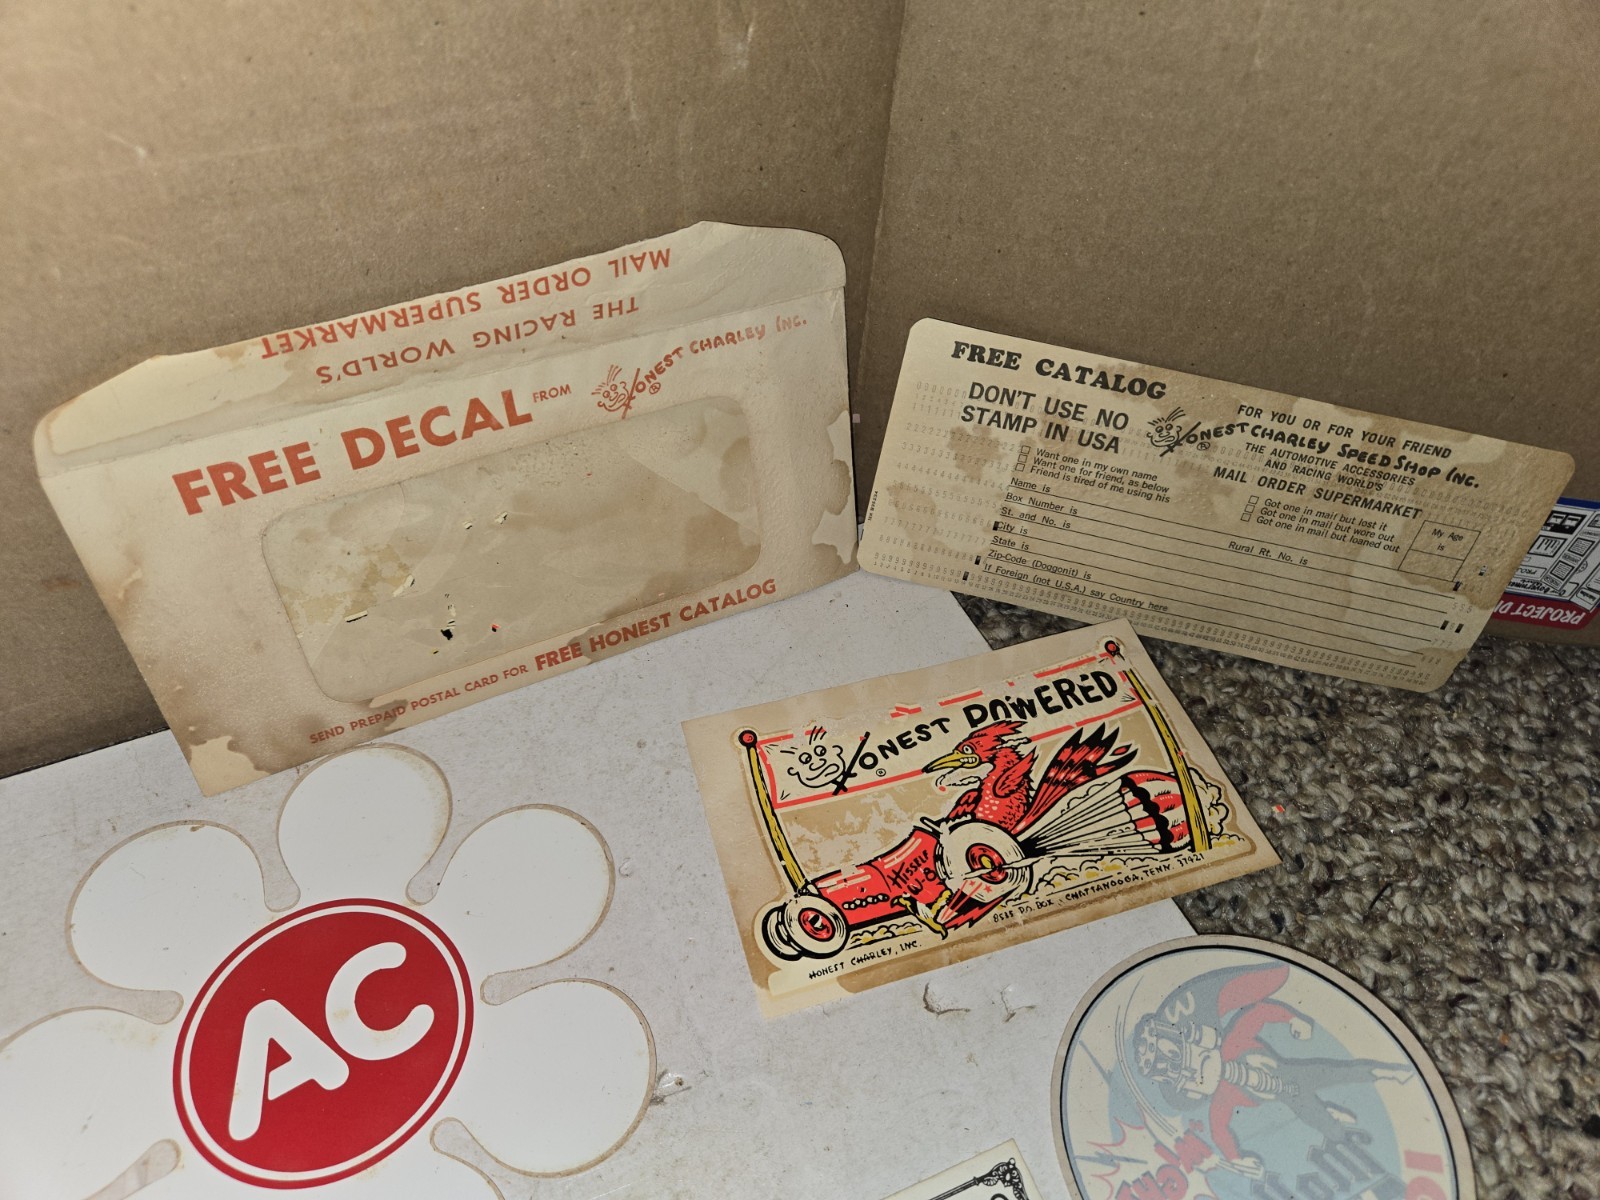 MAIL ORDER SUPERMARKET
THE RACING WORLD'S
FREE DECAL FROM HONEST CHARLEY INC.
®
SEND PREPAID POSTAL CARD FOR FREE HONEST CATALOG
FREE CATALOG
DON'T USE NO
STAMP IN USA
FOR YOU OR FOR YOUR FRIEND
HONEST CHARLEY SPEED SHOP INC.
®
THE AUTOMOTIVE ACCESSORIES
AND RACING WORLD'S
MAIL ORDER SUPERMARKET
Want one in my own name
Want one for friend, as below
Friend is tired of me using his
Got one in mail but lost it
Got one in mail but wore out
Got one in mail but loaned out
My Age
is
Name is
Box Number is
Rural Rt. No. is
St. and No. is
City is
State is
Zip-Code (Doggonit) is
If Foreign (not U.S.A.) say Country here
PROJECT
HONEST POWERED
®
HISSELF
W-8
HONEST CHARLEY, INC.
8535 P.O. BOX . CHATTANOOGA, TENN. 37421
AC